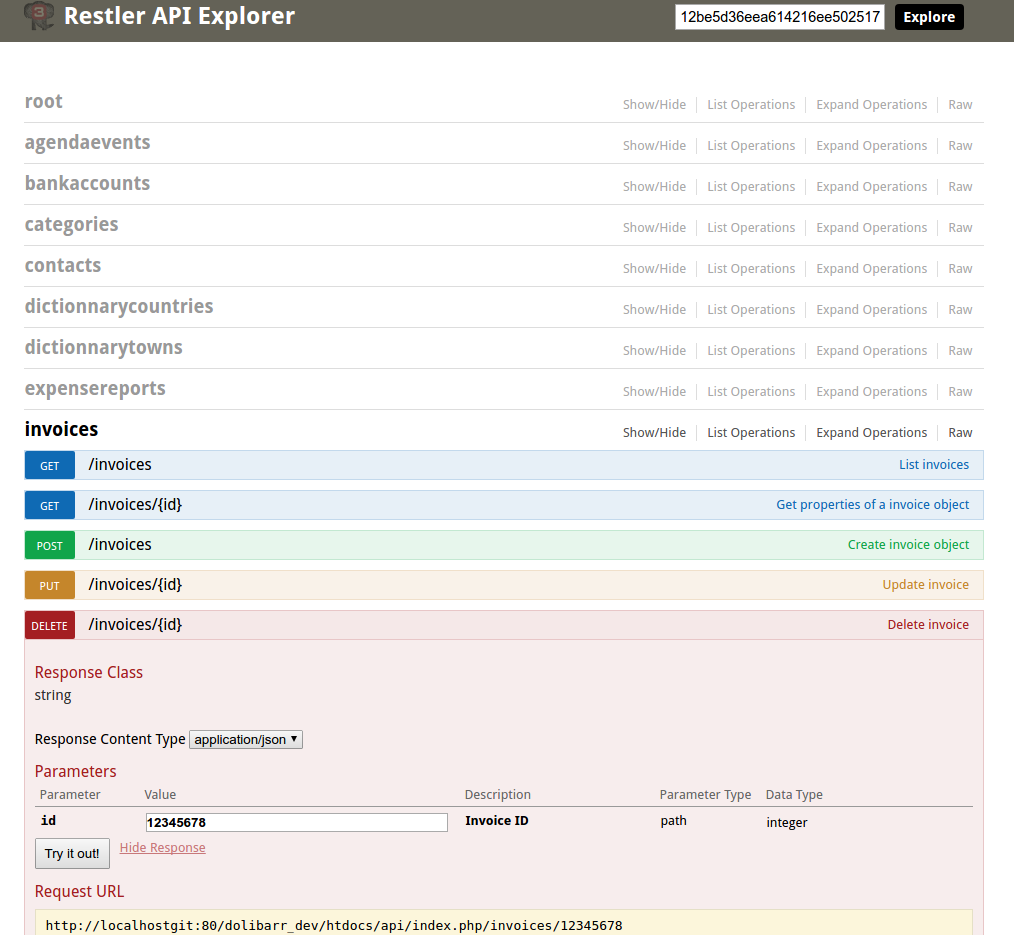 3 Restler API Explorer 12be5d36eea614216ee502517 Explore
root Show/Hide List Operations Expand Operations Raw
agendaevents Show/Hide List Operations Expand Operations Raw
bankaccounts Show/Hide List Operations Expand Operations Raw
categories Show/Hide List Operations Expand Operations Raw
contacts Show/Hide List Operations Expand Operations Raw
dictionnarycountries Show/Hide List Operations Expand Operations Raw
dictionnarytowns Show/Hide List Operations Expand Operations Raw
expensereports Show/Hide List Operations Expand Operations Raw
invoices Show/Hide List Operations Expand Operations Raw
GET /invoices List invoices
GET /invoices/{id} Get properties of a invoice object
POST /invoices Create invoice object
PUT /invoices/{id} Update invoice
DELETE /invoices/{id} Delete invoice
Response Class
string
Response Content Type application/json
Parameters
Parameter Value Description Parameter Type Data Type
id 12345678 Invoice ID path integer
Try it out! Hide Response
Request URL
http://localhostgit:80/dolibarr_dev/htdocs/api/index.php/invoices/12345678